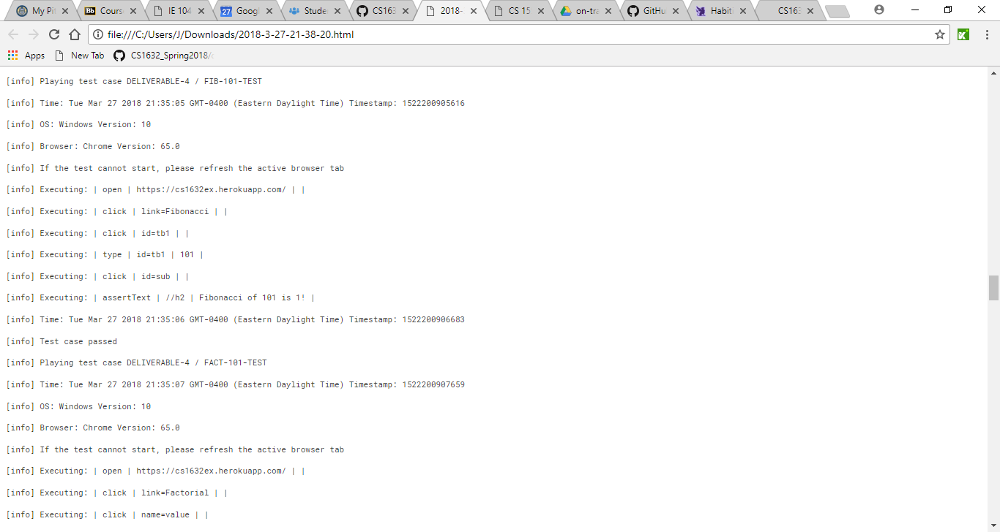 My Pi
Bb Cours
IE 104
27 Googl
Stude
CS163
2018-
CS 15
on-tra
GitHu
Habiti
CS163
file:///C:/Users/J/Downloads/2018-3-27-21-38-20.html
Apps
New Tab
CS1632_Spring2018/
[info] Playing test case DELIVERABLE-4 / FIB-101-TEST
[info] Time: Tue Mar 27 2018 21:35:05 GMT-0400 (Eastern Daylight Time) Timestamp: 1522200905616
[info] OS: Windows Version: 10
[info] Browser: Chrome Version: 65.0
[info] If the test cannot start, please refresh the active browser tab
[info] Executing: | open | https://cs1632ex.herokuapp.com/ | |
[info] Executing: | click | link=Fibonacci | |
[info] Executing: | click | id=tb1 | |
[info] Executing: | type | id=tb1 | 101 |
[info] Executing: | click | id=sub | |
[info] Executing: | assertText | //h2 | Fibonacci of 101 is 1! |
[info] Time: Tue Mar 27 2018 21:35:06 GMT-0400 (Eastern Daylight Time) Timestamp: 1522200906683
[info] Test case passed
[info] Playing test case DELIVERABLE-4 / FACT-101-TEST
[info] Time: Tue Mar 27 2018 21:35:07 GMT-0400 (Eastern Daylight Time) Timestamp: 1522200907659
[info] OS: Windows Version: 10
[info] Browser: Chrome Version: 65.0
[info] If the test cannot start, please refresh the active browser tab
[info] Executing: | open | https://cs1632ex.herokuapp.com/ | |
[info] Executing: | click | link=Factorial | |
[info] Executing: | click | name=value | |